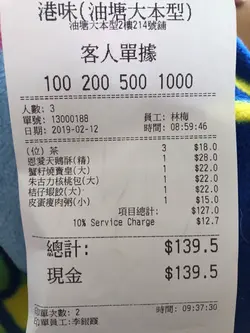 港味(油塘大本型)
油塘大本型2樓214號舖
客人單據
100 200 500 1000
人數: 3
單號: 13000188 員工: 林梅
日期: 2019-02-12 時間: 08:59:46
(位) 茶 3 $18.0
恩愛天鵝酥(精) 1 $28.0
蟹籽燒賣皇(大) 1 $22.0
朱古力核桃包(大) 1 $22.0
桔仔蝦餃(大) 1 $22.0
皮蛋瘦肉粥(小) 1 $15.0
項目總計: $127.0
10% Service Charge $12.7
總計: $139.5
現金 $139.5
印單次數: 2 時間: 09:37:30
印單員工:李